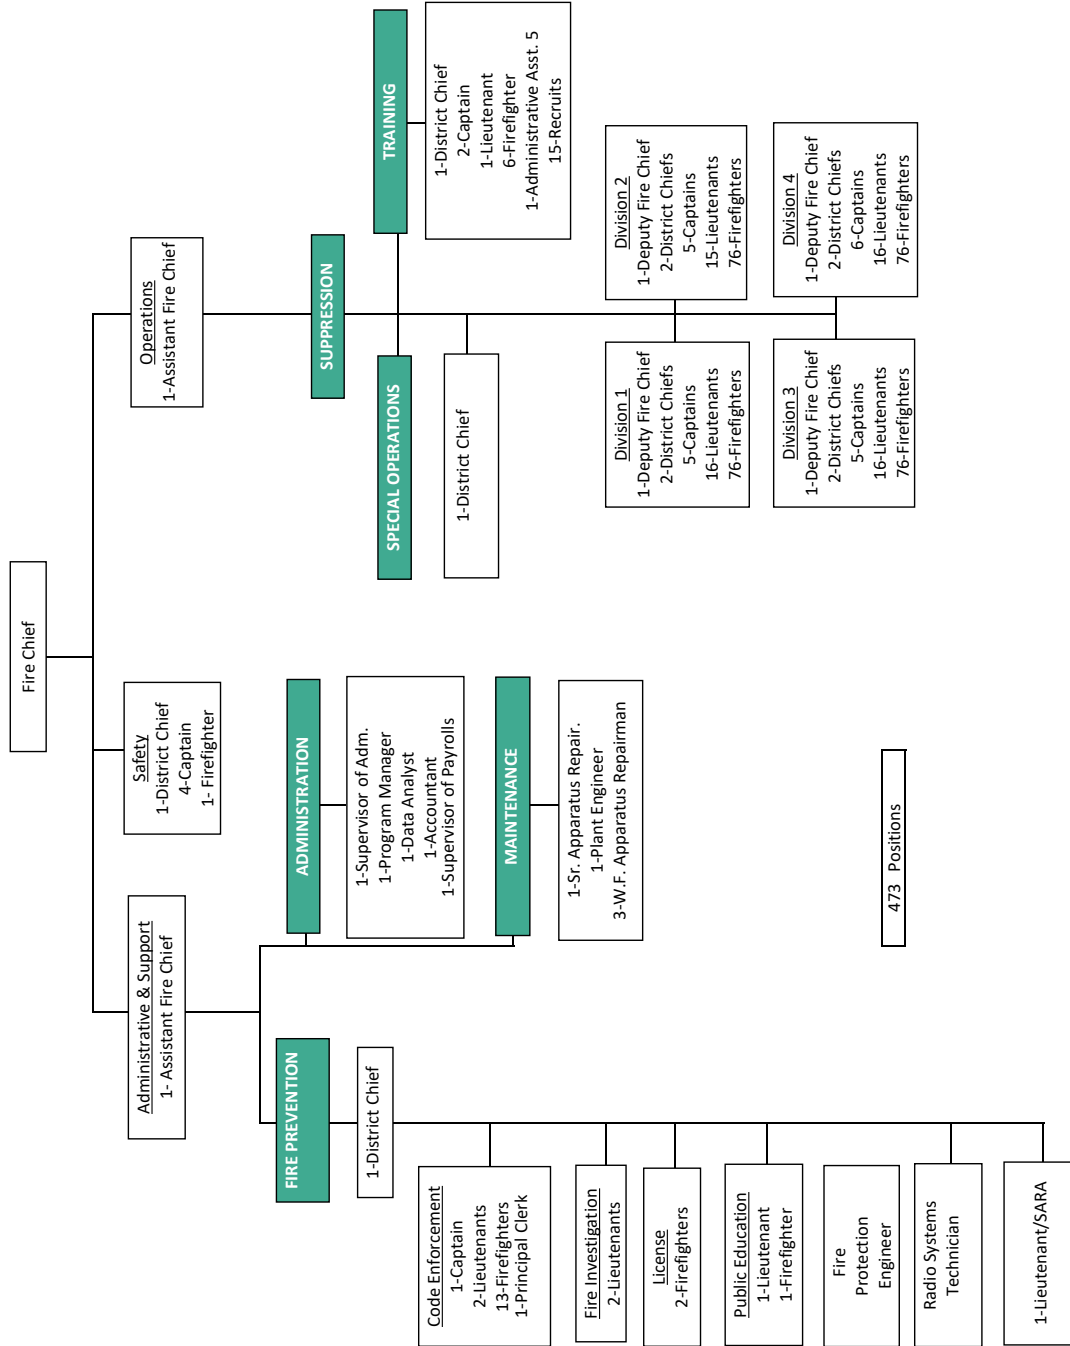 Fire Chief
Administrative & Support
1- Assistant Fire Chief
Safety
1-District Chief
4-Captain
1- Firefighter
Operations
1-Assistant Fire Chief
FIRE PREVENTION
1-District Chief
Code Enforcement
1-Captain
2-Lieutenants
13-Firefighters
1-Principal Clerk
Fire Investigation
2-Lieutenants
License
2-Firefighters
Public Education
1-Lieutenant
1-Firefighter
Fire
Protection
Engineer
Radio Systems
Technician
1-Lieutenant/SARA
ADMINISTRATION
1-Supervisor of Adm.
1-Program Manager
1-Data Analyst
1-Accountant
1-Supervisor of Payrolls
MAINTENANCE
1-Sr. Apparatus Repair.
1-Plant Engineer
3-W.F. Apparatus Repairman
SUPPRESSION
SPECIAL OPERATIONS
1-District Chief
TRAINING
1-District Chief
2-Captain
1-Lieutenant
6-Firefighter
1-Administrative Asst. 5
15-Recruits
Division 1
1-Deputy Fire Chief
2-District Chiefs
5-Captains
16-Lieutenants
76-Firefighters
Division 2
1-Deputy Fire Chief
2-District Chiefs
5-Captains
15-Lieutenants
76-Firefighters
Division 3
1-Deputy Fire Chief
2-District Chiefs
5-Captains
16-Lieutenants
76-Firefighters
Division 4
1-Deputy Fire Chief
2-District Chiefs
6-Captains
16-Lieutenants
76-Firefighters
473 Positions